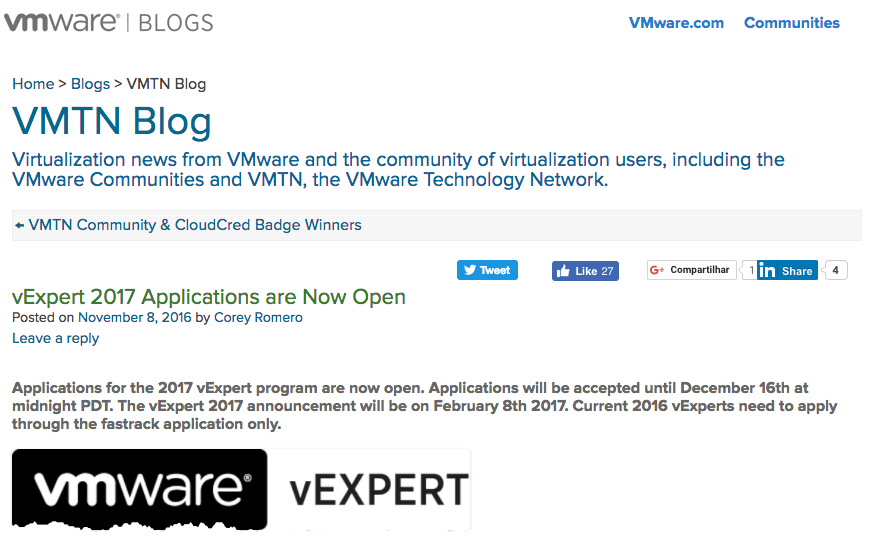 vmware® | BLOGS
VMware.com Communities
Home > Blogs > VMTN Blog
VMTN Blog
Virtualization news from VMware and the community of virtualization users, including the
VMware Communities and VMTN, the VMware Technology Network.
← VMTN Community & CloudCred Badge Winners
Tweet Like 27 G+ Compartilhar 1 in Share 4
vExpert 2017 Applications are Now Open
Posted on November 8, 2016 by Corey Romero
Leave a reply
Applications for the 2017 vExpert program are now open. Applications will be accepted until December 16th at
midnight PDT. The vExpert 2017 announcement will be on February 8th 2017. Current 2016 vExperts need to apply
through the fastrack application only.
vmware® vEXPERT